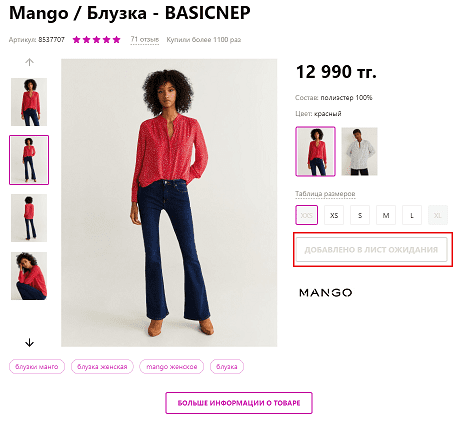 Mango / Блузка - BASICNEP
Артикул: 8537707 71 отзыв Купили более 1100 раз
12 990 тг.
Состав: полиэстер 100%
Цвет: красный
Таблица размеров
XXS XS S M L XL
ДОБАВЛЕНО В ЛИСТ ОЖИДАНИЯ
MANGO
блузки манго блузка женская mango женское блузка
БОЛЬШЕ ИНФОРМАЦИИ О ТОВАРЕ